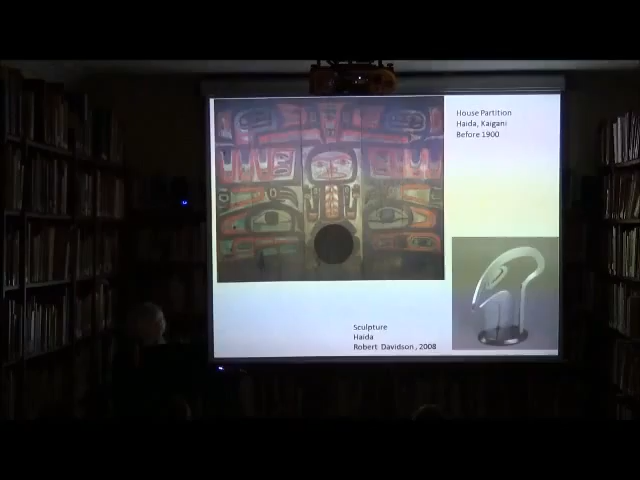 House Partition
Haida, Kaigani
Before 1900
Sculpture
Haida
Robert Davidson, 2008